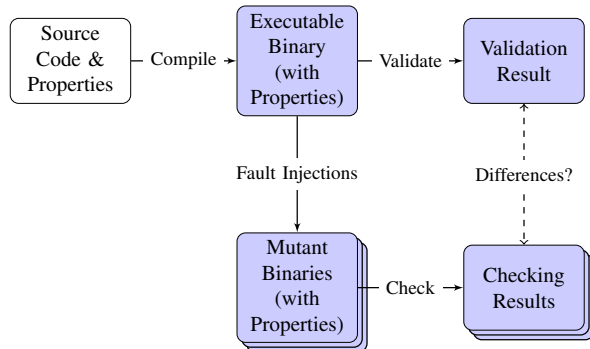 Source
Code &
Properties
Compile
Executable
Binary
(with
Properties)
Validate
Validation
Result
Fault Injections
Differences?
Mutant
Binaries
(with
Properties)
Check
Checking
Results